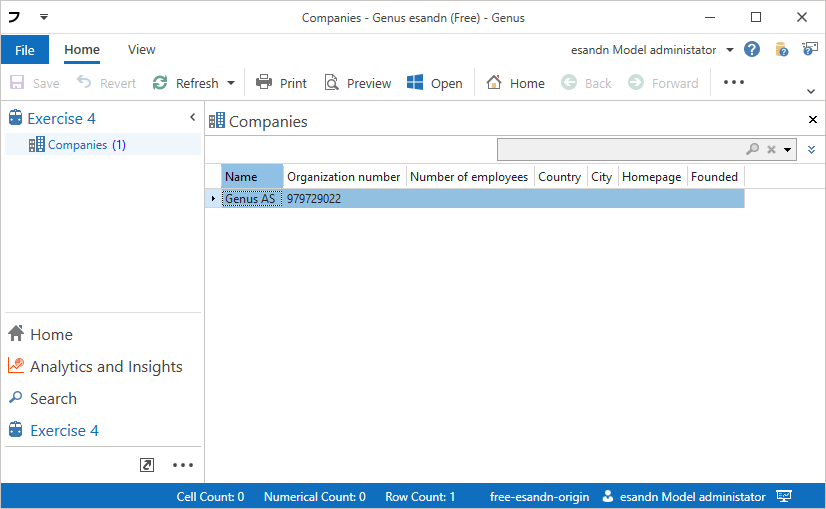 Companies - Genus esandn (Free) - Genus
File Home View esandn Model administator
Save Revert Refresh Print Preview Open Home Back Forward
Exercise 4
Companies (1)
Companies
Name Organization number Number of employees Country City Homepage Founded
Genus AS 979729022
Home
Analytics and Insights
Search
Exercise 4
Cell Count: 0 Numerical Count: 0 Row Count: 1 free-esandn-origin esandn Model administator